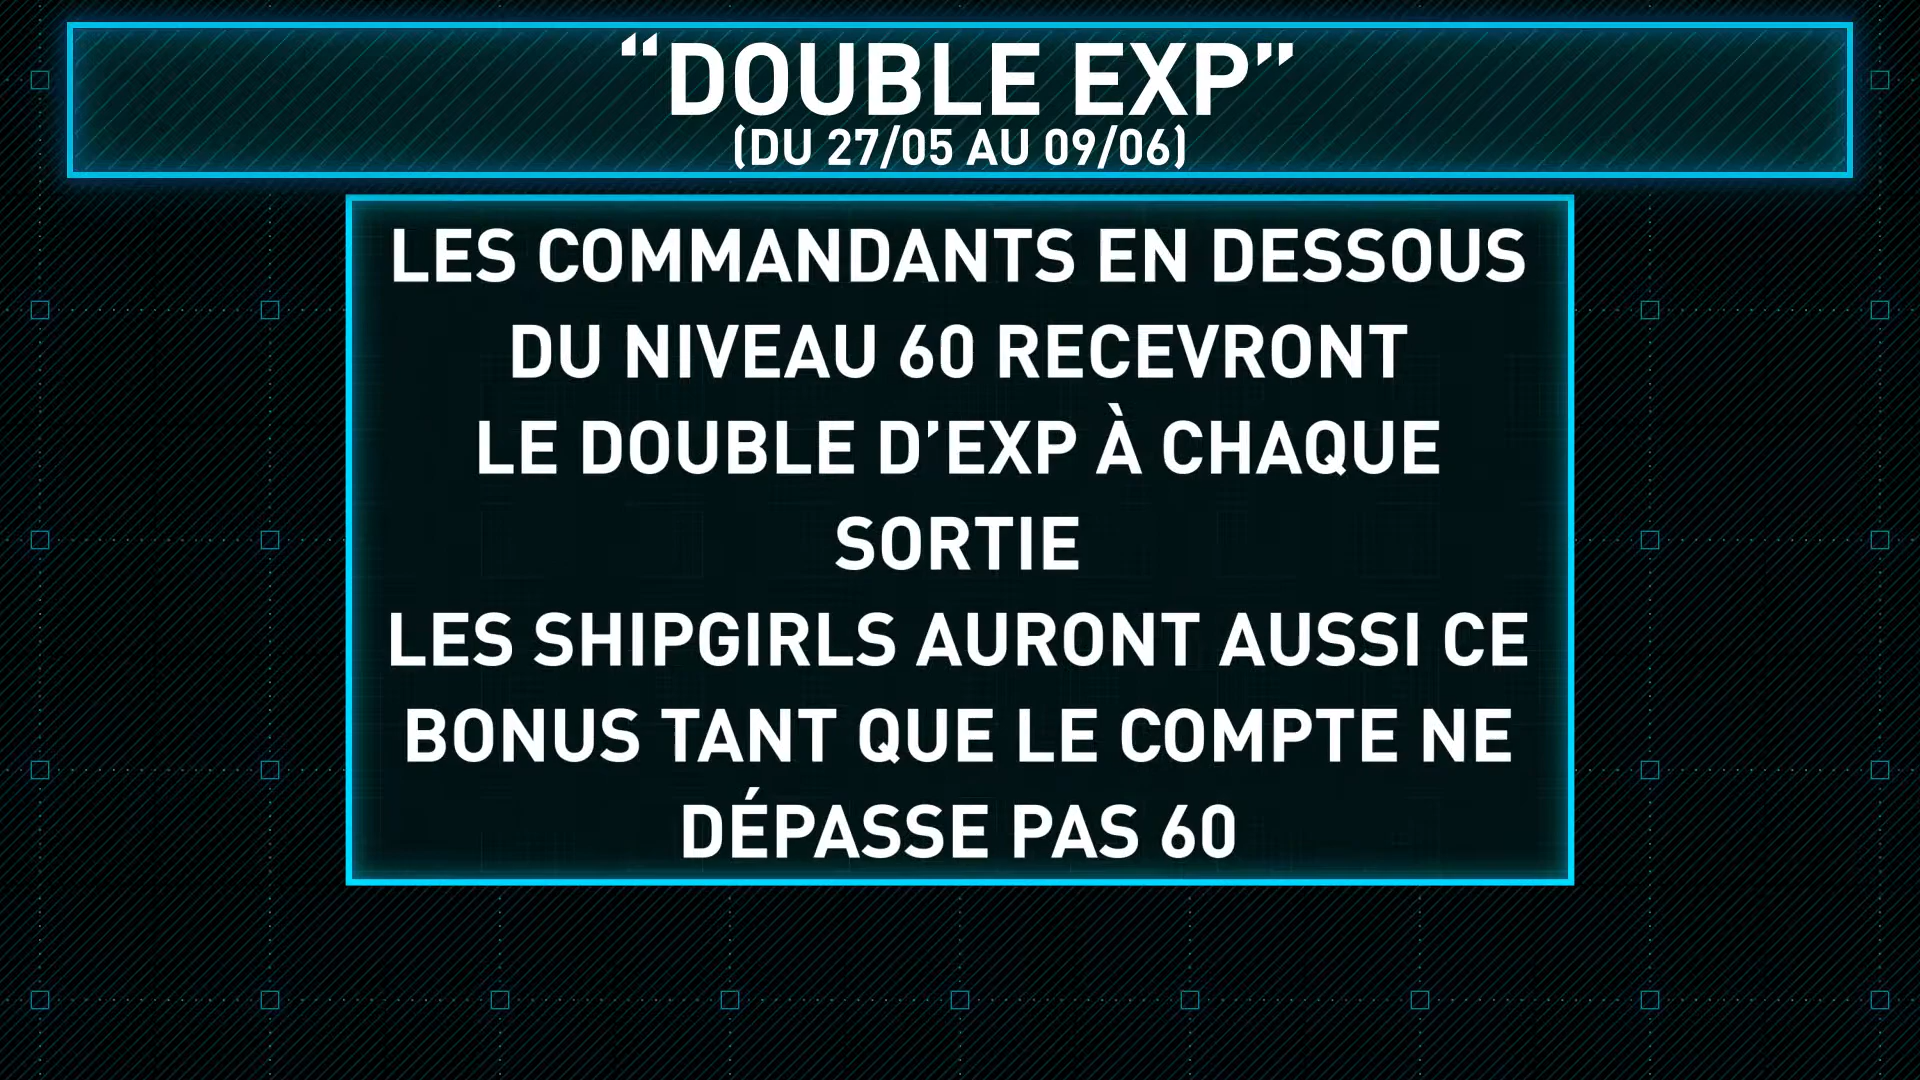 “DOUBLE EXP”
(DU 27/05 AU 09/06)
LES COMMANDANTS EN DESSOUS
DU NIVEAU 60 RECEVRONT
LE DOUBLE D’EXP À CHAQUE
SORTIE
LES SHIPGIRLS AURONT AUSSI CE
BONUS TANT QUE LE COMPTE NE
DÉPASSE PAS 60